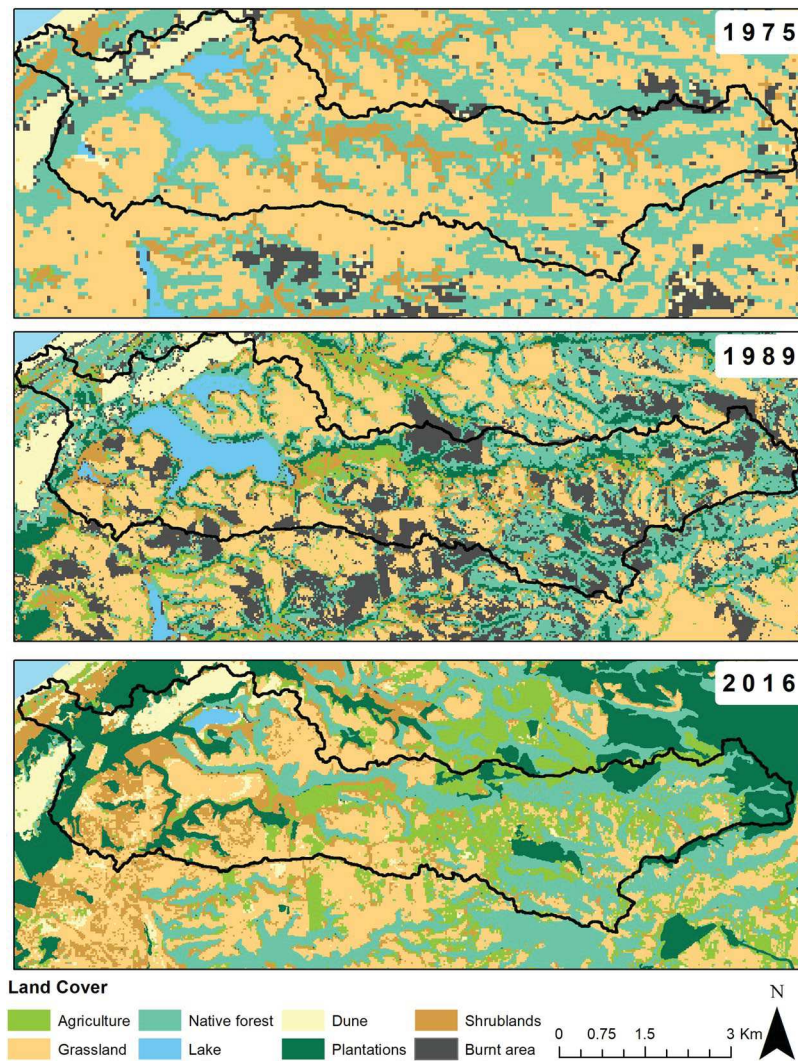 1975
1989
2016
Land Cover
Agriculture Native forest Dune Shrublands
Grassland Lake Plantations Burnt area
N
0 0.75 1.5 3 Km